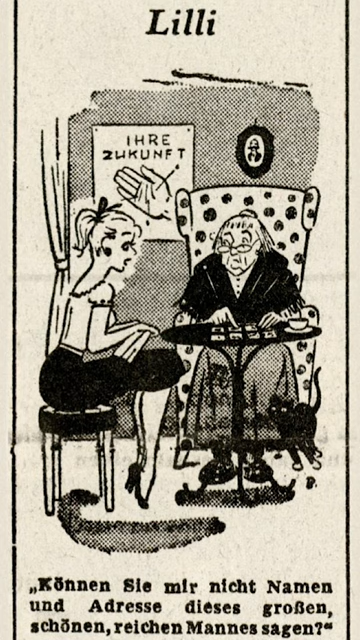 Lilli
IHRE
ZUKUNFT
„Können Sie mir nicht Namen
und Adresse dieses großen,
schönen, reichen Mannes sagen?“